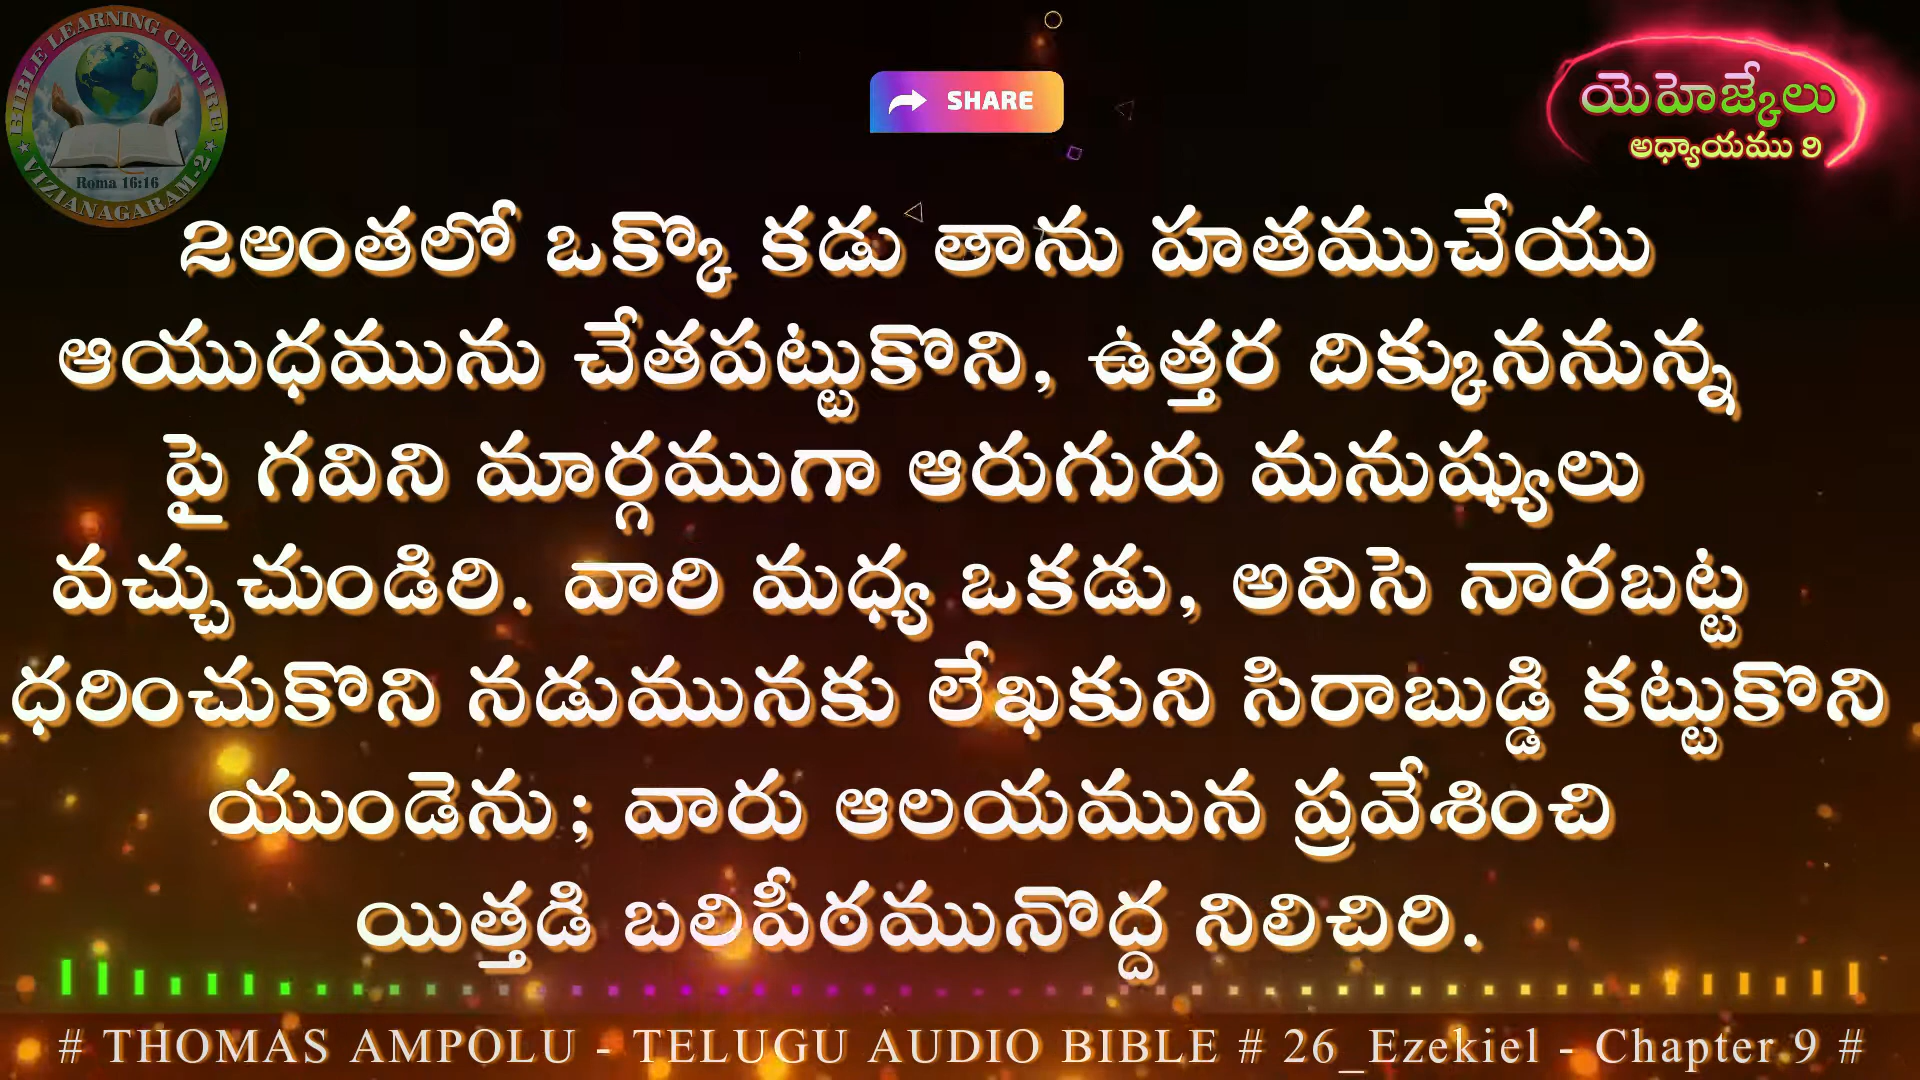 BIBLE LEARNING CENTRE
Roma 16:16
VIZIANAGARAM-2
SHARE
యెహెజ్కేలు
అధ్యాయము ౯
౨అంతలో ఒక్కొ కడు తాను హతముచేయు
ఆయుధమును చేతపట్టుకొని, ఉత్తర దిక్కుననున్న
పై గవిని మార్గముగా ఆరుగురు మనుష్యులు
వచ్చుచుండిరి. వారి మధ్య ఒకడు, అవిసె నారబట్ట
ధరించుకొని నడుమునకు లేఖకుని సిరాబుడ్డి కట్టుకొని
యుండెను; వారు ఆలయమున ప్రవేశించి
యిత్తడి బలిపీఠమునొద్ద నిలిచిరి.
# THOMAS AMPOLU - TELUGU AUDIO BIBLE # 26_Ezekiel - Chapter 9 #